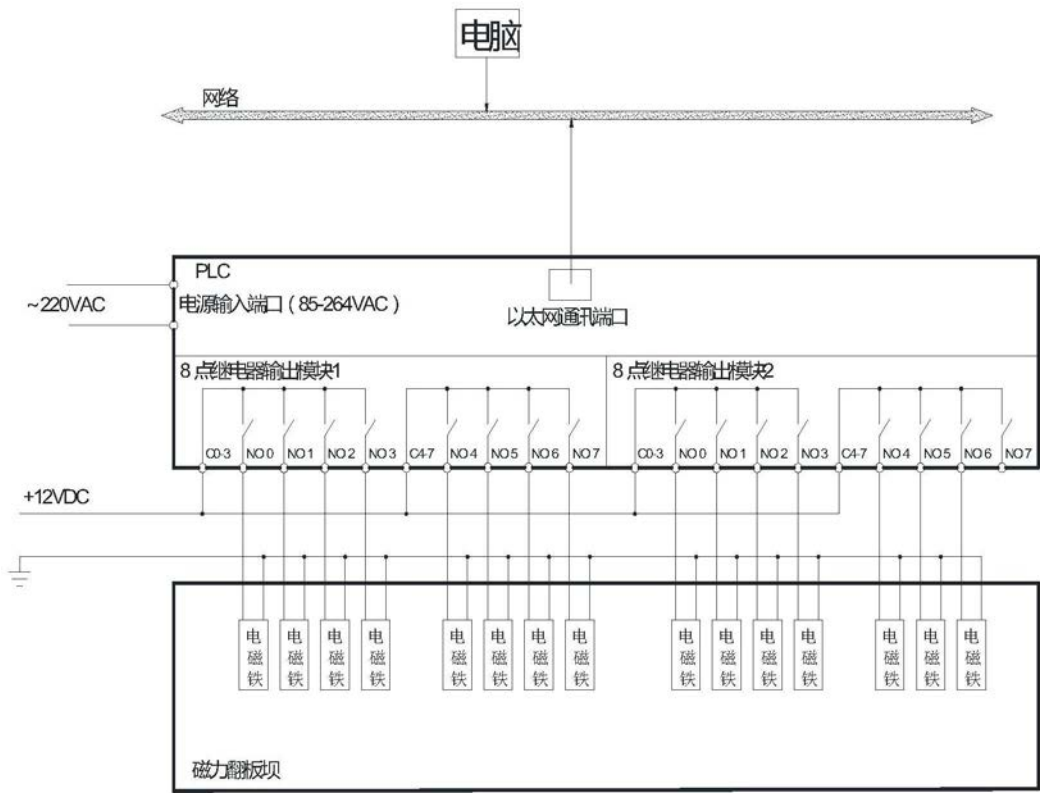 电脑
网络
PLC
~220VAC
电源输入端口（85-264VAC）
以太网通讯端口
8点继电器输出模块1
8点继电器输出模块2
C0-3 NO0 NO1 NO2 NO3 C4-7 NO4 NO5 NO6 NO7 C0-3 NO0 NO1 NO2 NO3 C4-7 NO4 NO5 NO6 NO7
+12VDC
电磁铁 电磁铁 电磁铁 电磁铁 电磁铁 电磁铁 电磁铁 电磁铁 电磁铁 电磁铁 电磁铁 电磁铁 电磁铁 电磁铁 电磁铁
磁力翻板坝